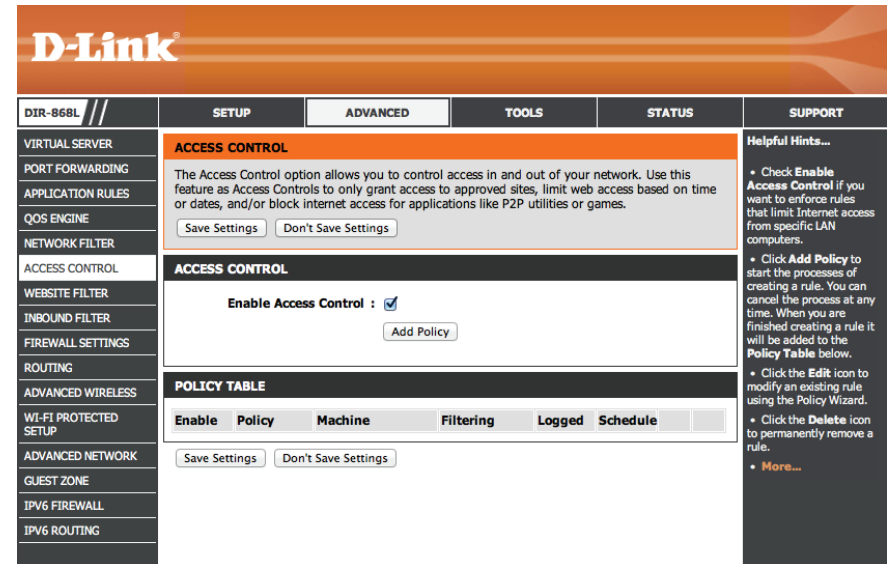 D-Link®
DIR-868L
SETUP
ADVANCED
TOOLS
STATUS
SUPPORT
VIRTUAL SERVER
PORT FORWARDING
APPLICATION RULES
QOS ENGINE
NETWORK FILTER
ACCESS CONTROL
WEBSITE FILTER
INBOUND FILTER
FIREWALL SETTINGS
ROUTING
ADVANCED WIRELESS
WI-FI PROTECTED
SETUP
ADVANCED NETWORK
GUEST ZONE
IPV6 FIREWALL
IPV6 ROUTING
ACCESS CONTROL
The Access Control option allows you to control access in and out of your network. Use this
feature as Access Controls to only grant access to approved sites, limit web access based on time
or dates, and/or block internet access for applications like P2P utilities or games.
Save Settings Don't Save Settings
ACCESS CONTROL
Enable Access Control :
Add Policy
POLICY TABLE
Enable Policy Machine Filtering Logged Schedule
Save Settings Don't Save Settings
Helpful Hints...
• Check Enable
Access Control if you
want to enforce rules
that limit Internet access
from specific LAN
computers.
• Click Add Policy to
start the processes of
creating a rule. You can
cancel the process at any
time. When you are
finished creating a rule it
will be added to the
Policy Table below.
• Click the Edit icon to
modify an existing rule
using the Policy Wizard.
• Click the Delete icon
to permanently remove a
rule.
• More...